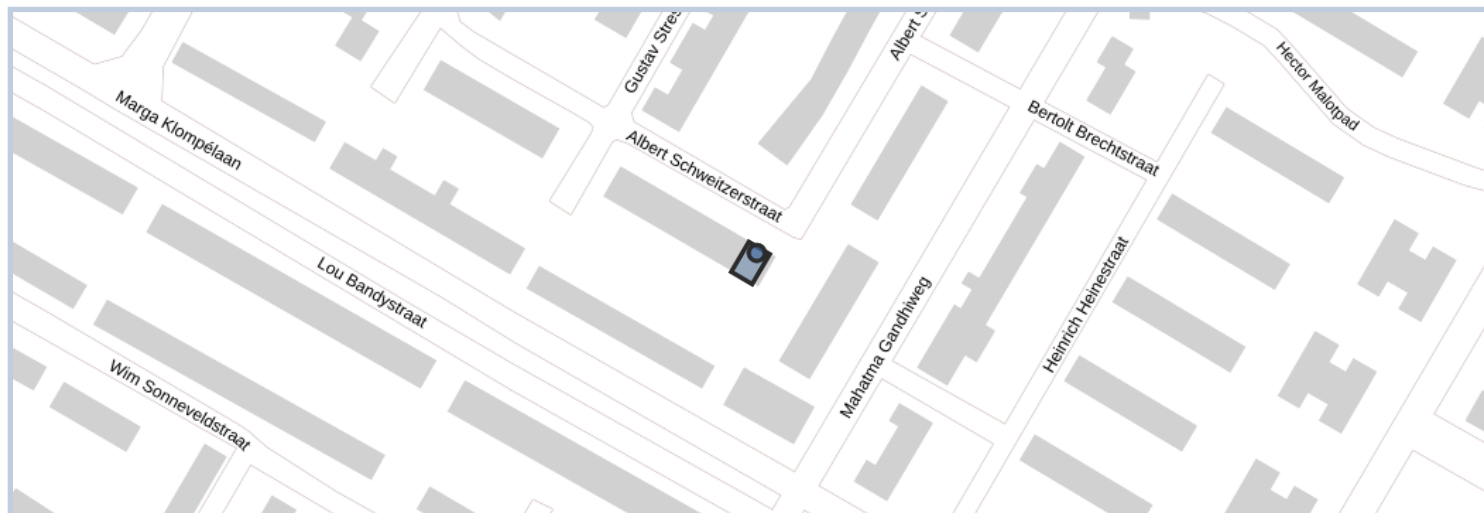 Gustav Stres
Albert S
Hector Malotpad
Marga Klompélaan
Bertolt Brechtstraat
Albert Schweitzerstraat
Lou Bandystraat
Mahatma Gandhiweg
Heinrich Heinestraat
Wim Sonneveldstraat